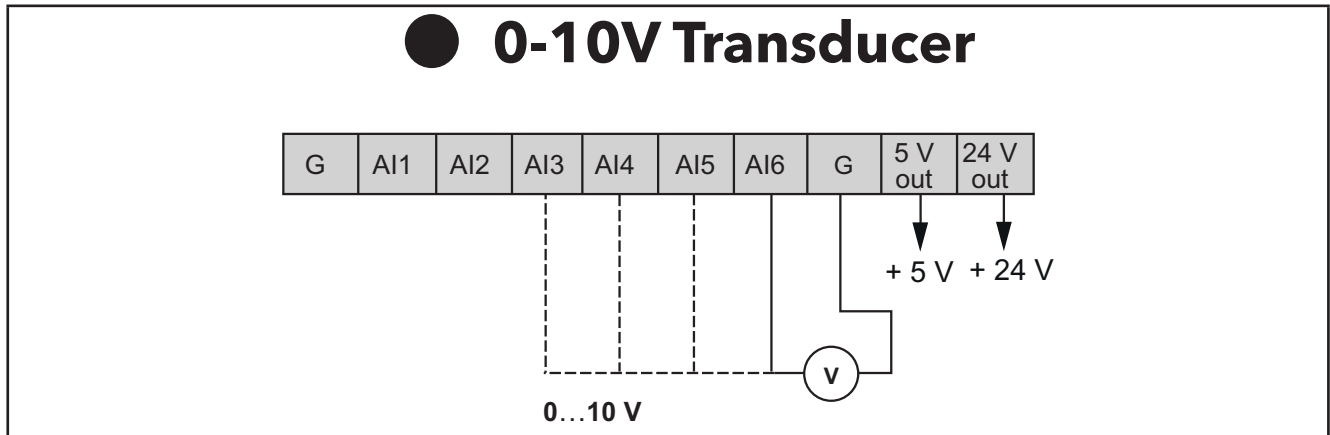 ● 0-10V Transducer
G AI1 AI2 AI3 AI4 AI5 AI6 G 5 V out 24 V out
+ 5 V + 24 V
V
0...10 V